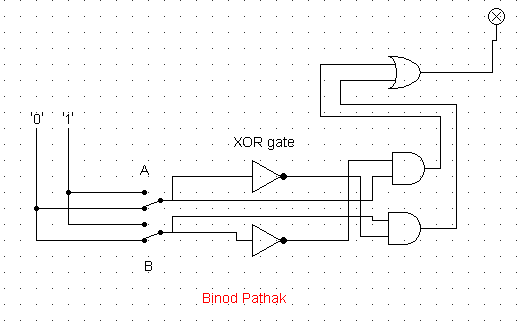 '0' '1'
XOR gate
A
B
Binod Pathak